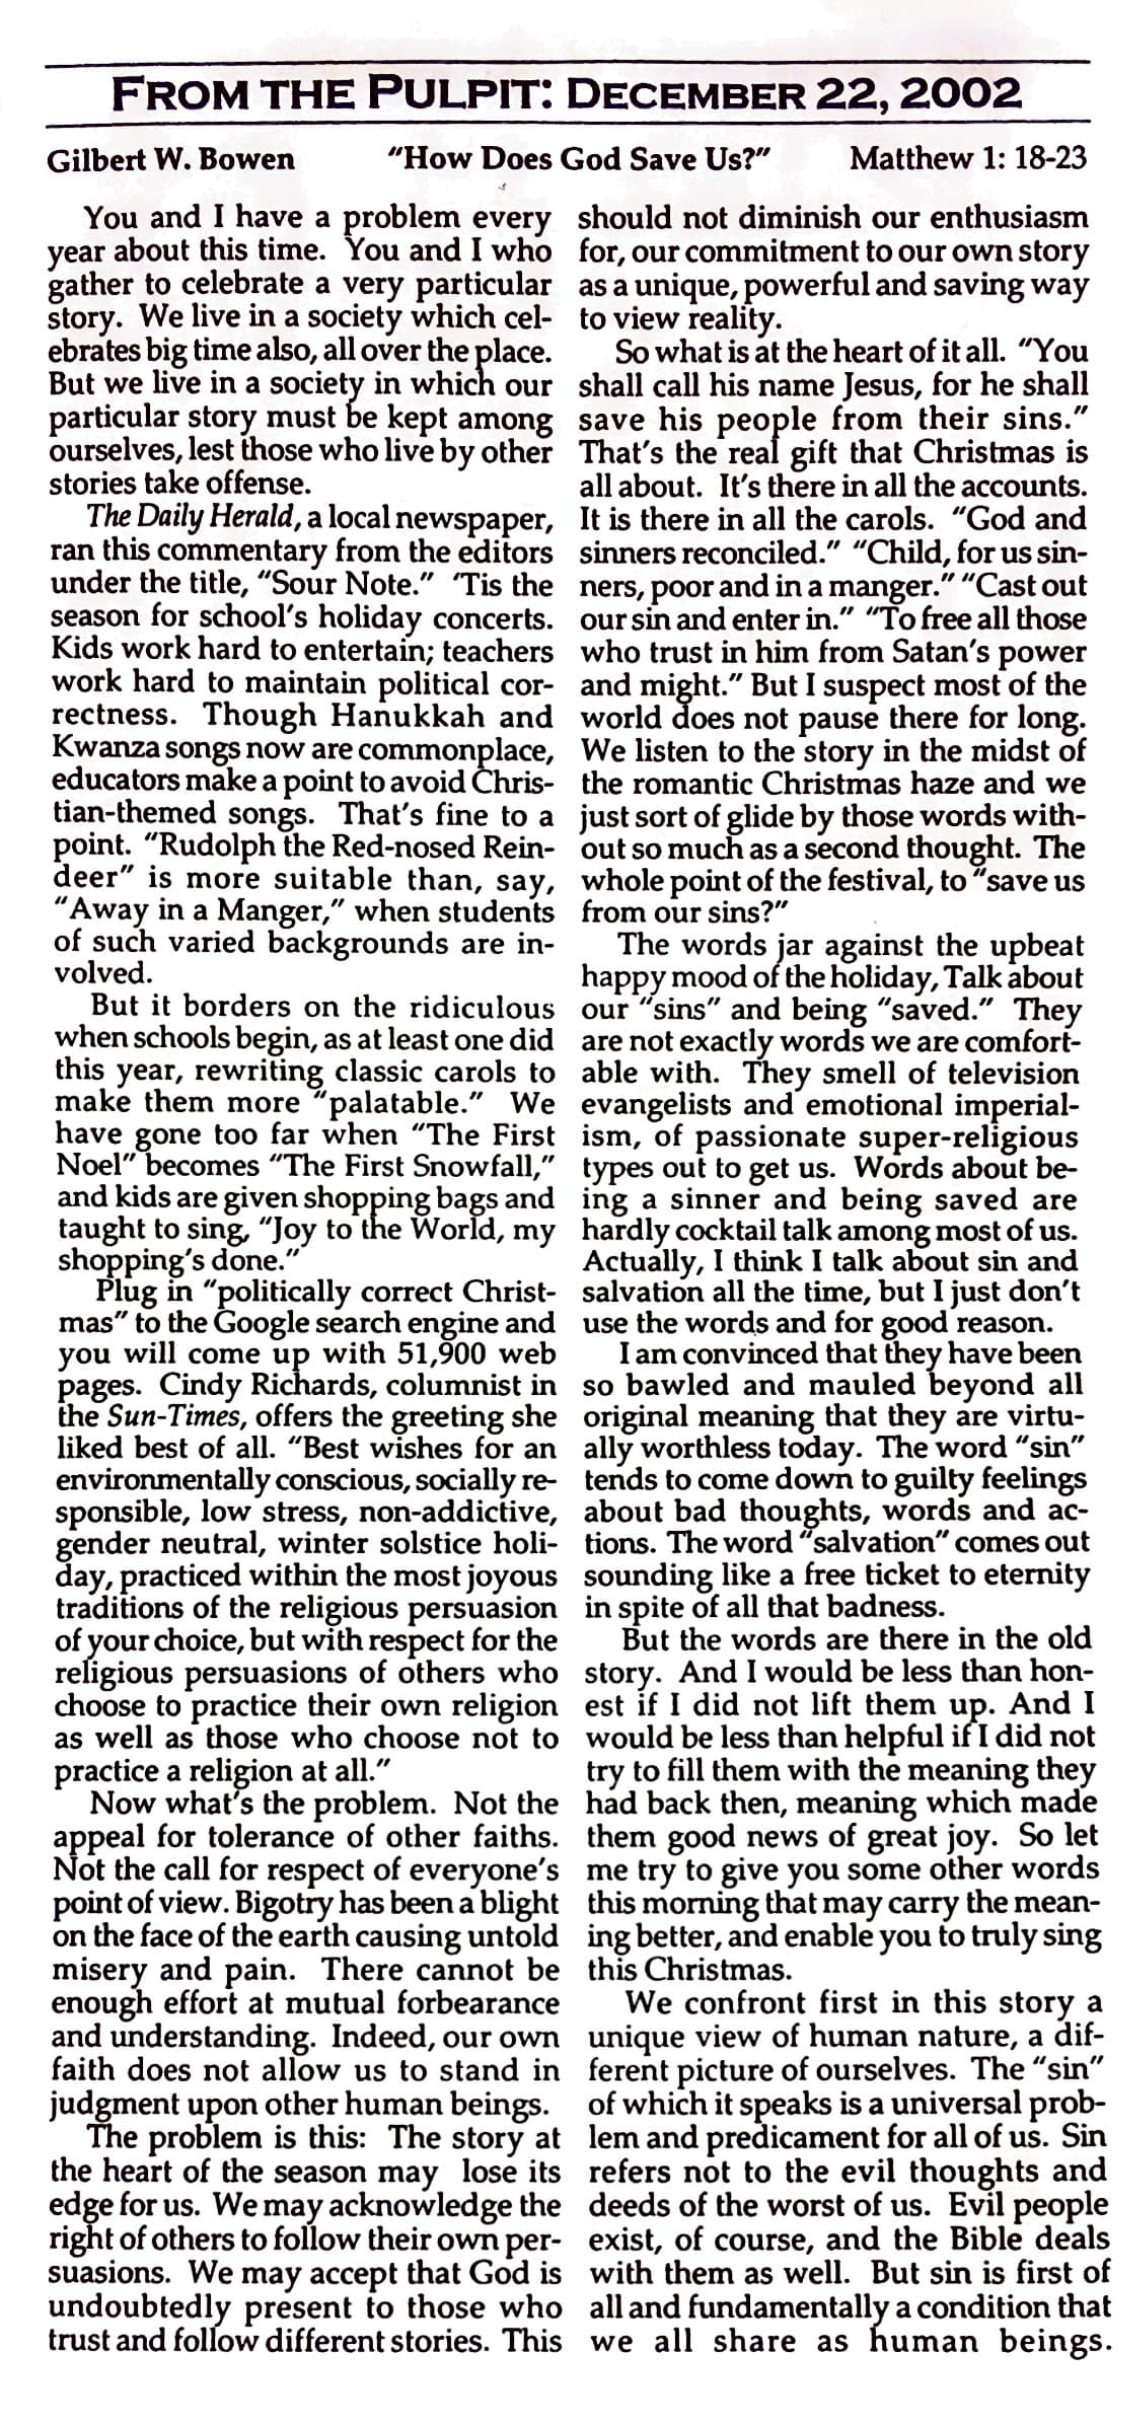 FROM THE PULPIT: DECEMBER 22, 2002
Gilbert W. Bowen "How Does God Save Us?" Matthew 1: 18-23
You and I have a problem every
year about this time. You and I who
gather to celebrate a very particular
story. We live in a society which cel-
ebrates big time also, all over the place.
But we live in a society in which our
particular story must be kept among
ourselves, lest those who live by other
stories take offense.
The Daily Herald, a local newspaper,
ran this commentary from the editors
under the title, "Sour Note." 'Tis the
season for school's holiday concerts.
Kids work hard to entertain; teachers
work hard to maintain political cor-
rectness. Though Hanukkah and
Kwanza songs now are commonplace,
educators make a point to avoid Chris-
tian-themed songs. That's fine to a
point. "Rudolph the Red-nosed Rein-
deer" is more suitable than, say,
"Away in a Manger," when students
of such varied backgrounds are in-
volved.
But it borders on the ridiculous
when schools begin, as at least one did
this year, rewriting classic carols to
make them more "palatable." We
have gone too far when "The First
Noel" becomes "The First Snowfall,"
and kids are given shopping bags and
taught to sing, "Joy to the World, my
shopping's done."
Plug in "politically correct Christ-
mas" to the Google search engine and
you will come up with 51,900 web
pages. Cindy Richards, columnist in
the Sun-Times, offers the greeting she
liked best of all. "Best wishes for an
environmentally conscious, socially re-
sponsible, low stress, non-addictive,
gender neutral, winter solstice holi-
day, practiced within the most joyous
traditions of the religious persuasion
of your choice, but with respect for the
religious persuasions of others who
choose to practice their own religion
as well as those who choose not to
practice a religion at all."
Now what's the problem. Not the
appeal for tolerance of other faiths.
Not the call for respect of everyone's
point of view. Bigotry has been a blight
on the face of the earth causing untold
misery and pain. There cannot be
enough effort at mutual forbearance
and understanding. Indeed, our own
faith does not allow us to stand in
judgment upon other human beings.
The problem is this: The story at
the heart of the season may lose its
edge for us. We may acknowledge the
right of others to follow their own per-
suasions. We may accept that God is
undoubtedly present to those who
trust and follow different stories. This
should not diminish our enthusiasm
for, our commitment to our own story
as a unique, powerful and saving way
to view reality.
So what is at the heart of it all. "You
shall call his name Jesus, for he shall
save his people from their sins."
That's the real gift that Christmas is
all about. It's there in all the accounts.
It is there in all the carols. "God and
sinners reconciled." "Child, for us sin-
ners, poor and in a manger." "Cast out
our sin and enter in." "To free all those
who trust in him from Satan's power
and might." But I suspect most of the
world does not pause there for long.
We listen to the story in the midst of
the romantic Christmas haze and we
just sort of glide by those words with-
out so much as a second thought. The
whole point of the festival, to "save us
from our sins?"
The words jar against the upbeat
happy mood of the holiday, Talk about
our "sins" and being "saved." They
are not exactly words we are comfort-
able with. They smell of television
evangelists and emotional imperial-
ism, of passionate super-religious
types out to get us. Words about be-
ing a sinner and being saved are
hardly cocktail talk among most of us.
Actually, I think I talk about sin and
salvation all the time, but I just don't
use the words and for good reason.
I am convinced that they have been
so bawled and mauled beyond all
original meaning that they are virtu-
ally worthless today. The word "sin"
tends to come down to guilty feelings
about bad thoughts, words and ac-
tions. The word "salvation" comes out
sounding like a free ticket to eternity
in spite of all that badness.
But the words are there in the old
story. And I would be less than hon-
est if I did not lift them up. And I
would be less than helpful if I did not
try to fill them with the meaning they
had back then, meaning which made
them good news of great joy. So let
me try to give you some other words
this morning that may carry the mean-
ing better, and enable you to truly sing
this Christmas.
We confront first in this story a
unique view of human nature, a dif-
ferent picture of ourselves. The "sin"
of which it speaks is a universal prob-
lem and predicament for all of us. Sin
refers not to the evil thoughts and
deeds of the worst of us. Evil people
exist, of course, and the Bible deals
with them as well. But sin is first of
all and fundamentally a condition that
we all share as human beings.